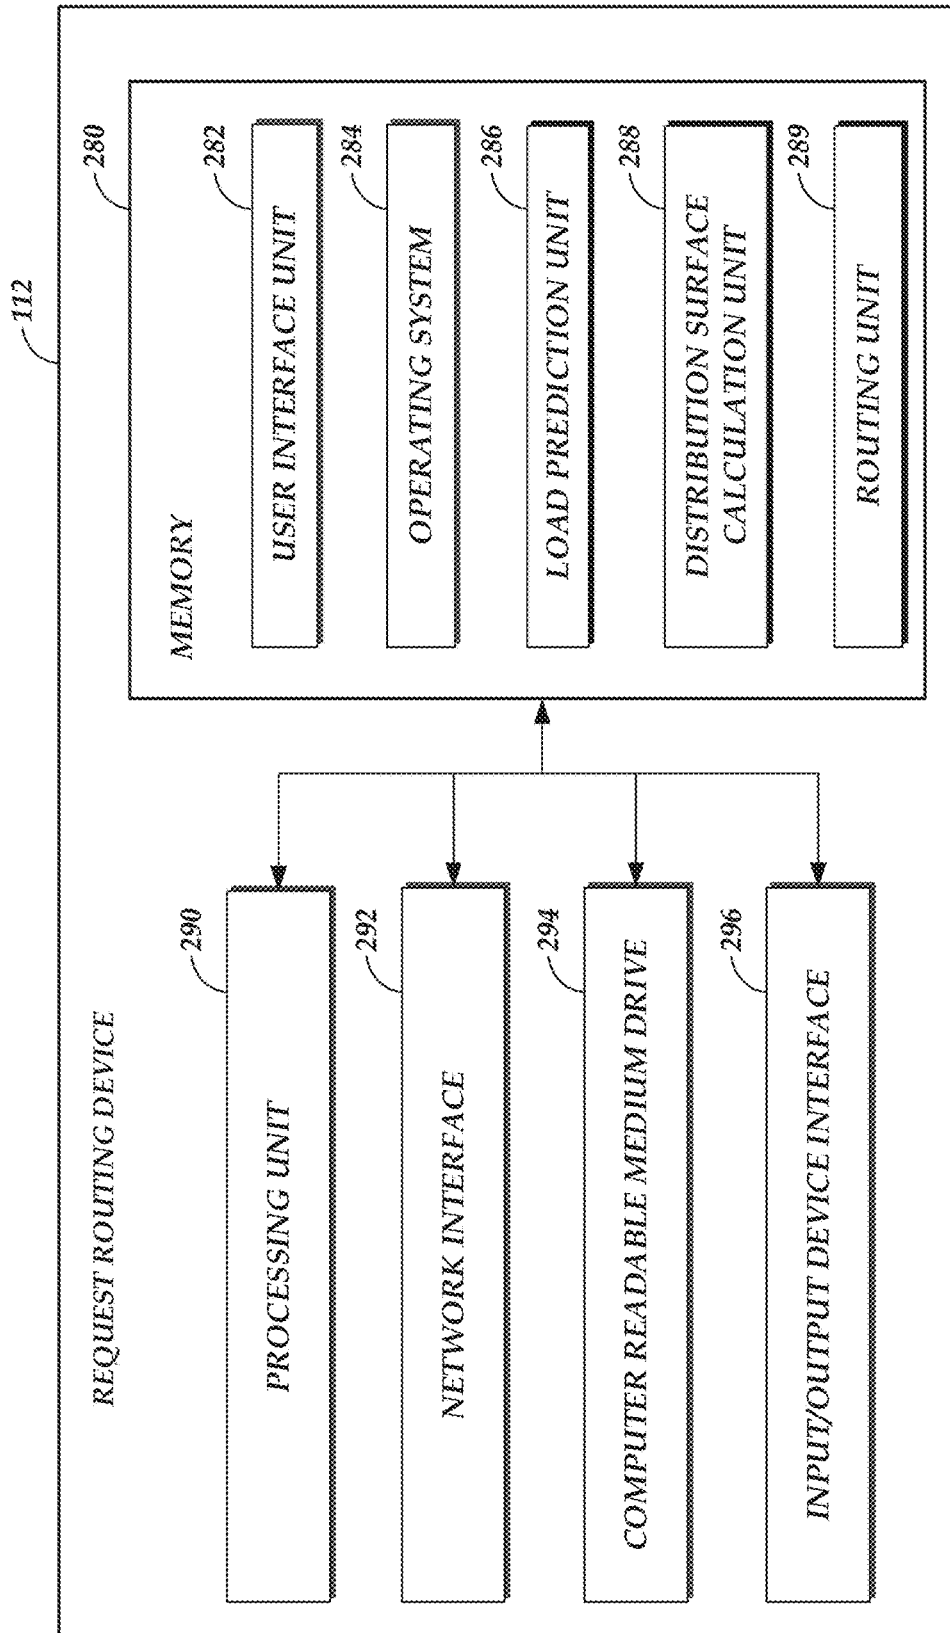 112
REQUEST ROUTING DEVICE
290
PROCESSING UNIT
292
NETWORK INTERFACE
294
COMPUTER READABLE MEDIUM DRIVE
296
INPUT/OUTPUT DEVICE INTERFACE
280
MEMORY
282
USER INTERFACE UNIT
284
OPERATING SYSTEM
286
LOAD PREDICTION UNIT
288
DISTRIBUTION SURFACE
CALCULATION UNIT
289
ROUTING UNIT